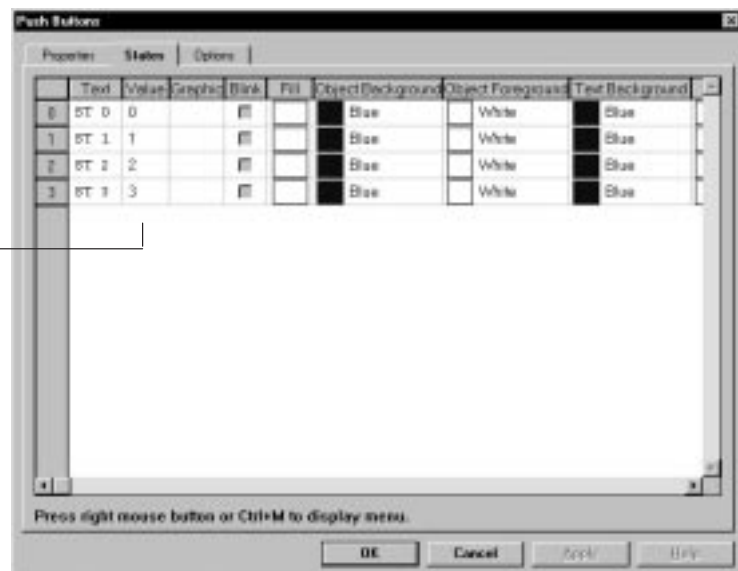 Push Buttons
Properties States Options
Text Value Graphic Blink Fill Object Background Object Foreground Text Background
0 ST 0 0 Blue White Blue
1 ST 1 1 Blue White Blue
2 ST 2 2 Blue White Blue
3 ST 3 3 Blue White Blue
Press right mouse button or Ctrl+M to display menu.
OK Cancel Apply Help